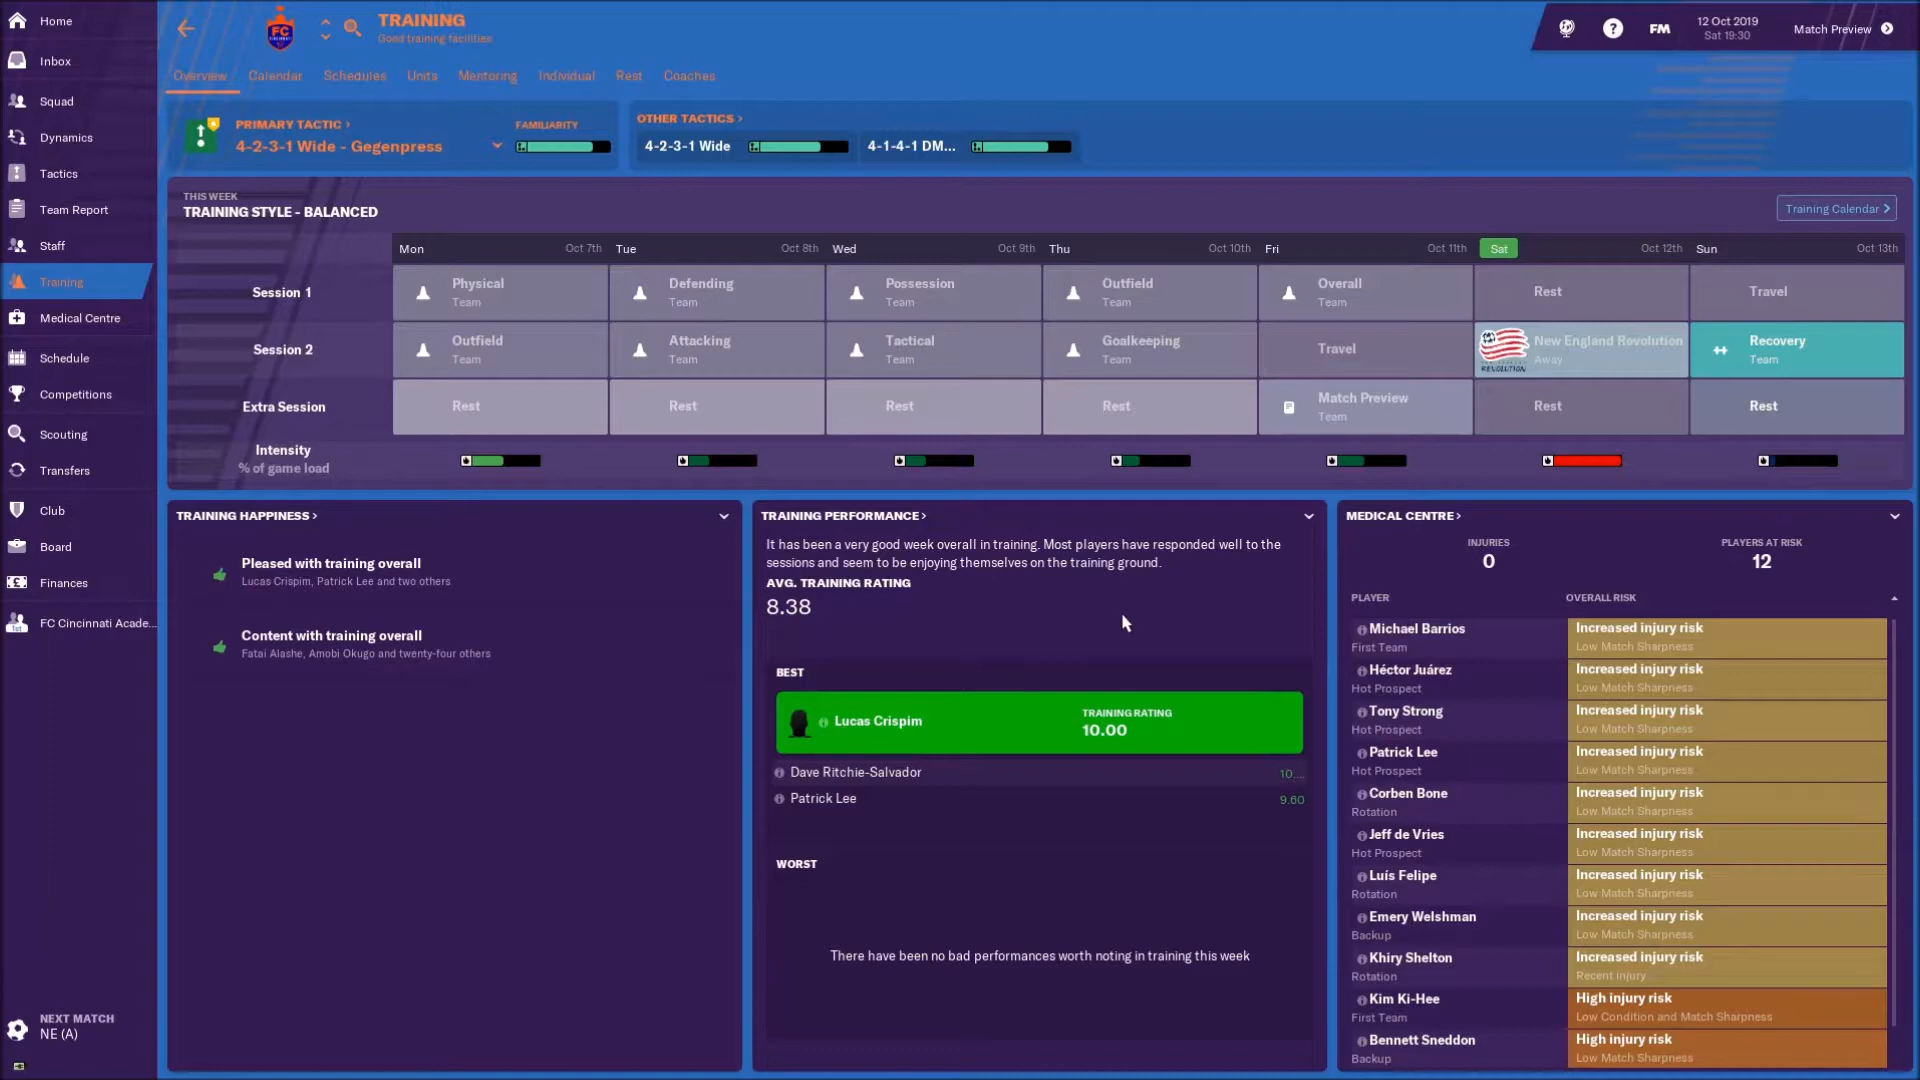 Home
Inbox
Squad
Dynamics
Tactics
Team Report
Staff
Training
Medical Centre
Schedule
Competitions
Scouting
Transfers
Club
Board
Finances
FC Cincinnati Acade...
NEXT MATCH
NE (A)
FC
TRAINING
Good training facilities
FM
12 Oct 2019
Sat 19:30
Match Preview
Overview Calendar Schedules Units Mentoring Individual Rest Coaches
PRIMARY TACTIC >
4-2-3-1 Wide - Gegenpress
FAMILIARITY
OTHER TACTICS >
4-2-3-1 Wide
4-1-4-1 DM...
THIS WEEK
TRAINING STYLE - BALANCED
Training Calendar >
Mon Oct 7th Tue Oct 8th Wed Oct 9th Thu Oct 10th Fri Oct 11th Sat Oct 12th Sun Oct 13th
Session 1
Physical
Team
Defending
Team
Possession
Team
Outfield
Team
Overall
Team
Rest
Travel
Session 2
Outfield
Team
Attacking
Team
Tactical
Team
Goalkeeping
Team
Travel
REVOLUTION
New England Revolution
Away
Recovery
Team
Extra Session
Rest
Rest
Rest
Rest
Match Preview
Team
Rest
Rest
Intensity
% of game load
TRAINING HAPPINESS >
Pleased with training overall
Lucas Crispim, Patrick Lee and two others
Content with training overall
Fatai Alashe, Amobi Okugo and twenty-four others
TRAINING PERFORMANCE >
It has been a very good week overall in training. Most players have responded well to the
sessions and seem to be enjoying themselves on the training ground.
AVG. TRAINING RATING
8.38
BEST
Lucas Crispim
TRAINING RATING
10.00
Dave Ritchie-Salvador 10....
Patrick Lee 9.60
WORST
There have been no bad performances worth noting in training this week
MEDICAL CENTRE >
INJURIES
0
PLAYERS AT RISK
12
PLAYER OVERALL RISK
Michael Barrios Increased injury risk
First Team Low Match Sharpness
Héctor Juárez Increased injury risk
Hot Prospect Low Match Sharpness
Tony Strong Increased injury risk
Hot Prospect Low Match Sharpness
Patrick Lee Increased injury risk
Hot Prospect Low Match Sharpness
Corben Bone Increased injury risk
Rotation Low Match Sharpness
Jeff de Vries Increased injury risk
Hot Prospect Low Match Sharpness
Luís Felipe Increased injury risk
Rotation Low Match Sharpness
Emery Welshman Increased injury risk
Backup Low Match Sharpness
Khiry Shelton Increased injury risk
Rotation Recent injury
Kim Ki-Hee High injury risk
First Team Low Condition and Match Sharpness
Bennett Sneddon High injury risk
Backup Low Match Sharpness